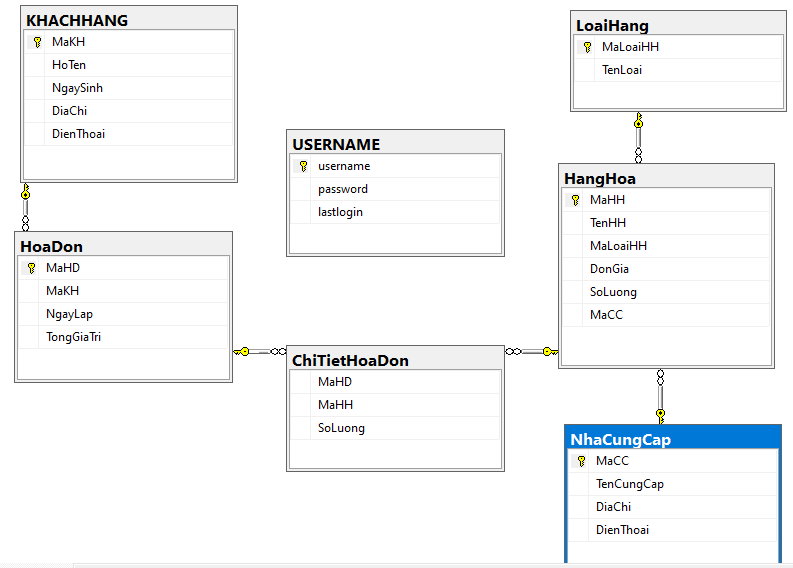 KHACHHANG
MaKH
HoTen
NgaySinh
DiaChi
DienThoai
LoaiHang
MaLoaiHH
TenLoai
USERNAME
username
password
lastlogin
HangHoa
MaHH
TenHH
MaLoaiHH
DonGia
SoLuong
MaCC
HoaDon
MaHD
MaKH
NgayLap
TongGiaTri
ChiTietHoaDon
MaHD
MaHH
SoLuong
NhaCungCap
MaCC
TenCungCap
DiaChi
DienThoai